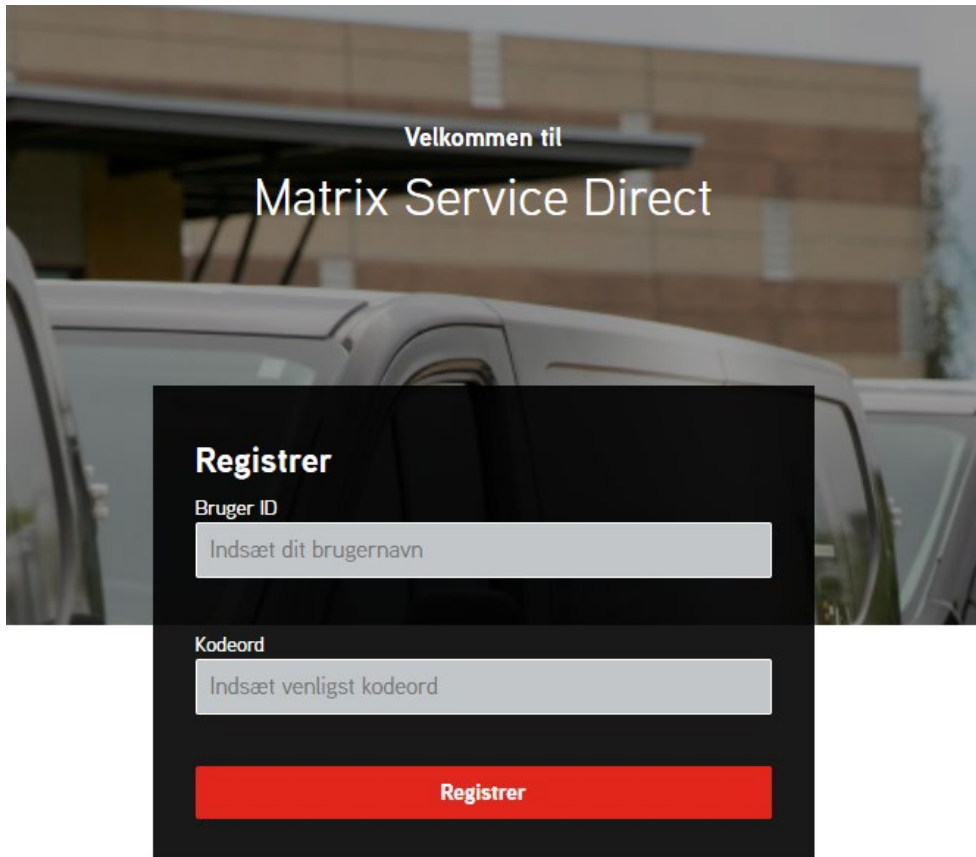 Velkommen til
Matrix Service Direct
Registrer
Bruger ID
Indsæt dit brugernavn
Kodeord
Indsæt venligst kodeord
Registrer